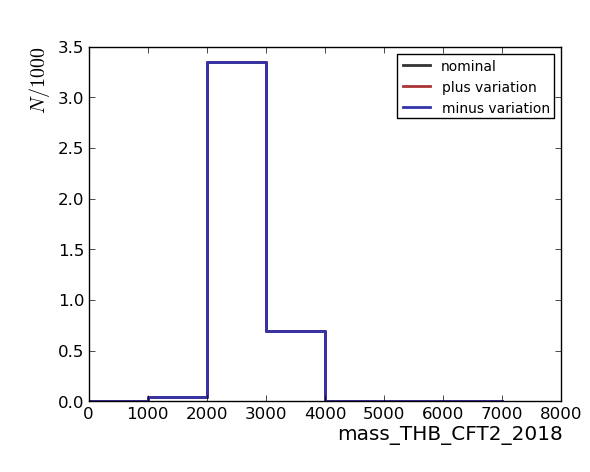 N/1000
3.5
3.0
2.5
2.0
1.5
1.0
0.5
0.0
nominal
plus variation
minus variation
0 1000 2000 3000 4000 5000 6000 7000 8000
mass_THB_CFT2_2018